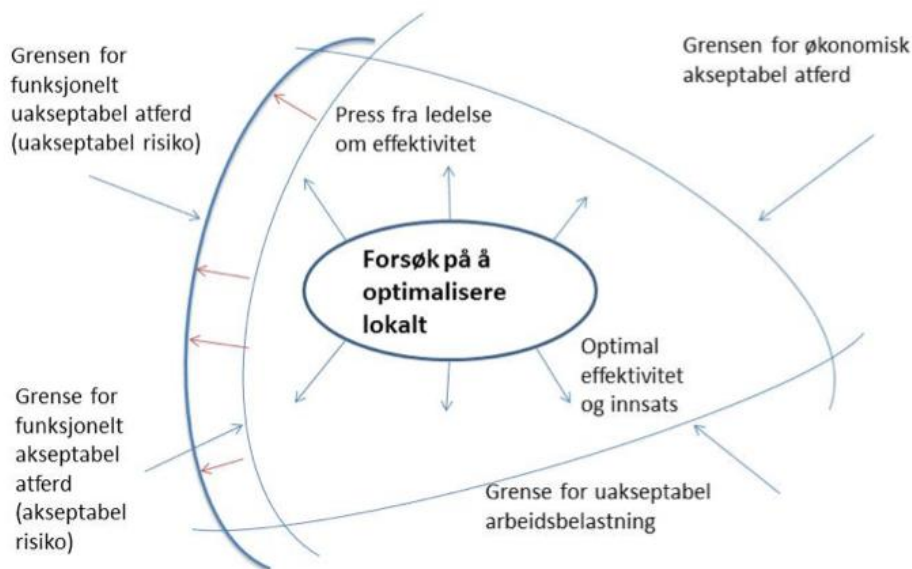 Grensen for
funksjonelt
uakseptabel atferd
(uakseptabel risiko)
Grensen for økonomisk
akseptabel atferd
Press fra ledelse
om effektivitet
Forsøk på å
optimalisere
lokalt
Optimal
effektivitet
og innsats
Grense for
funksjonelt
akseptabel
atferd
(akseptabel
risiko)
Grense for uakseptabel
arbeidsbelastning